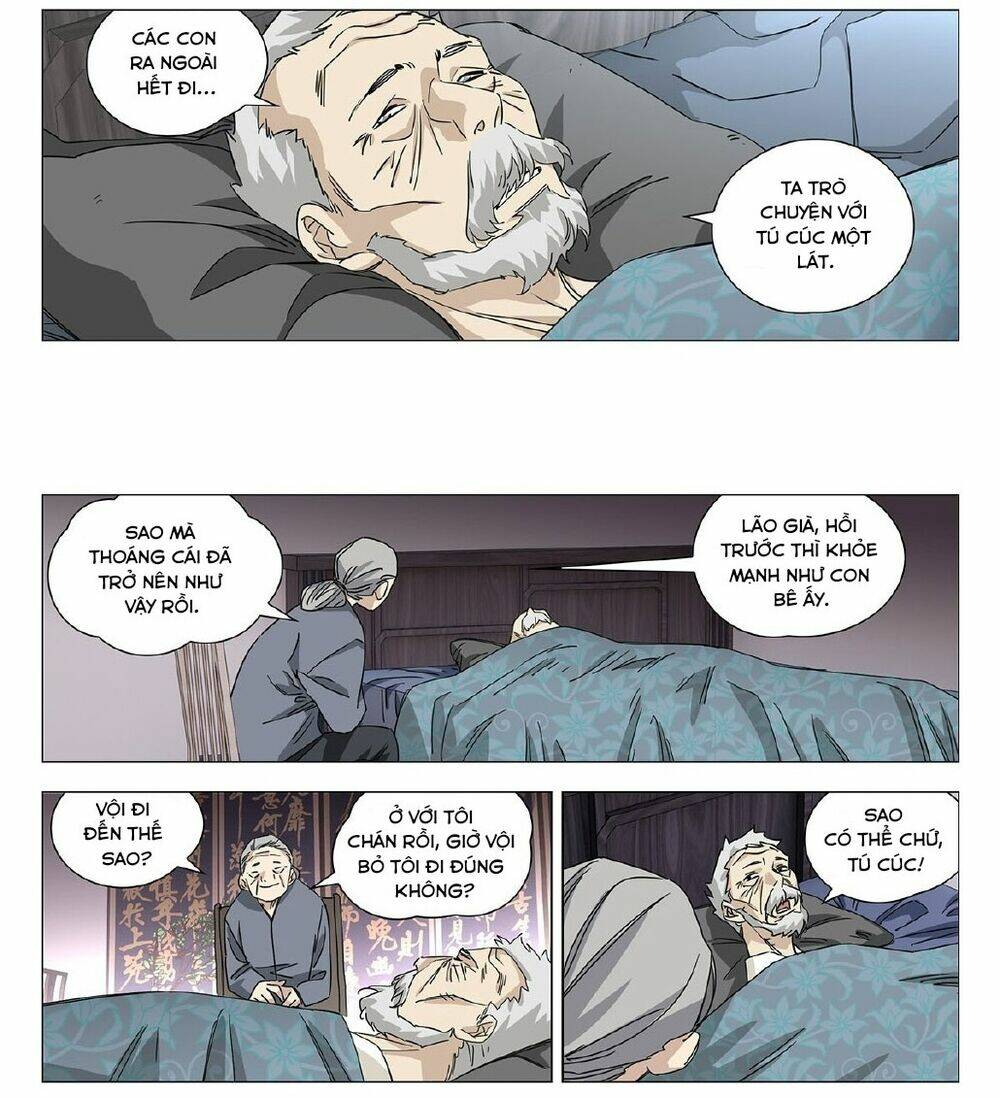 CÁC CON
RA NGOÀI
HẾT ĐI...
TA TRÒ
CHUYỆN VỚI
TÚ CÚC MỘT
LÁT.
SAO MÀ
THOÁNG CÁI ĐÃ
TRỞ NÊN NHƯ
VẬY RỒI.
LÃO GIÀ, HỒI
TRƯỚC THÌ KHỎE
MẠNH NHƯ CON
BÊ ẤY.
VỘI ĐI
ĐẾN THẾ
SAO?
Ở VỚI TÔI
CHÁN RỒI, GIỜ VỘI
BỎ TÔI ĐI ĐÚNG
KHÔNG?
SAO
CÓ THỂ CHỨ,
TÚ CÚC!